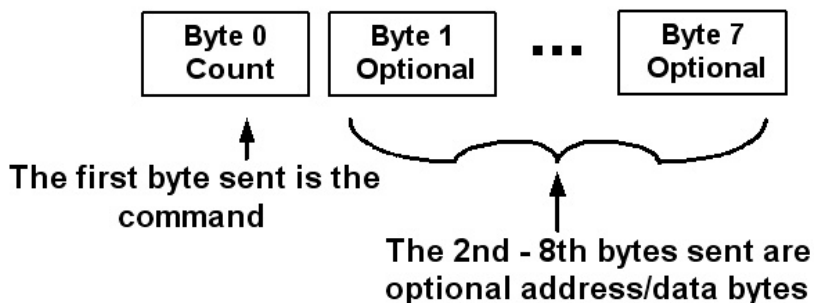 Byte 0
Count
Byte 1
Optional
...
Byte 7
Optional
The first byte sent is the
command
The 2nd - 8th bytes sent are
optional address/data bytes